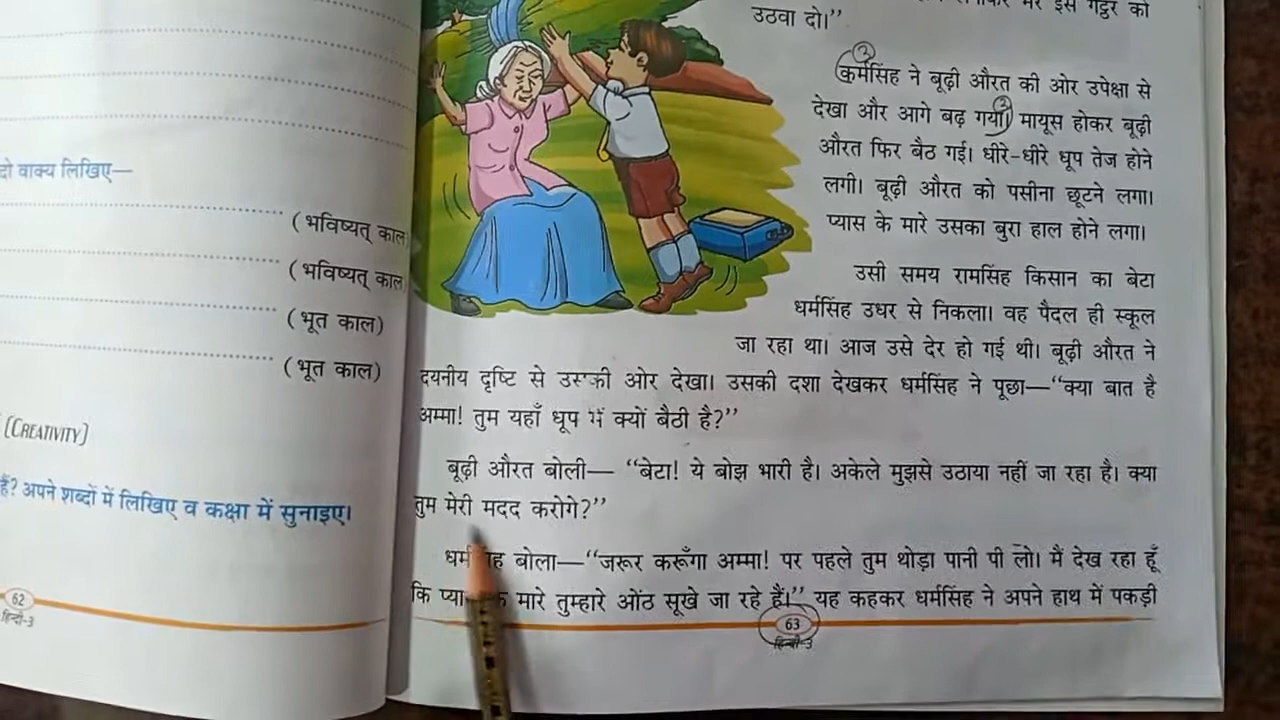 दो वाक्य लिखिए—
( भविष्यत् काल
( भविष्यत् काल
( भूत काल)
( भूत काल)
[CREATIVITY]
हैं? अपने शब्दों में लिखिए व कक्षा में सुनाइए।
62
हिन्दी-3
मेरे इस गट्ठर को
उठवा दो।”
2
कर्मसिंह ने बूढ़ी औरत की ओर उपेक्षा से
देखा और आगे बढ़ गया। मायूस होकर बूढ़ी
औरत फिर बैठ गई। धीरे-धीरे धूप तेज होने
लगी। बूढ़ी औरत को पसीना छूटने लगा।
प्यास के मारे उसका बुरा हाल होने लगा।
उसी समय रामसिंह किसान का बेटा
धर्मसिंह उधर से निकला। वह पैदल ही स्कूल
जा रहा था। आज उसे देर हो गई थी। बूढ़ी औरत ने
दयनीय दृष्टि से उसकी ओर देखा। उसकी दशा देखकर धर्मसिंह ने पूछा—“क्या बात है
अम्मा! तुम यहाँ धूप में क्यों बैठी है?”
बूढ़ी औरत बोली— “बेटा! ये बोझ भारी है। अकेले मुझसे उठाया नहीं जा रहा है। क्या
तुम मेरी मदद करोगे?”
बोला—“जरूर करूँगा अम्मा! पर पहले तुम थोड़ा पानी पी लो। मैं देख रहा हूँ
कि मारे तुम्हारे ओंठ सूखे जा रहे हैं।” यह कहकर धर्मसिंह ने अपने हाथ में पकड़ी
63
हिन्दी-3